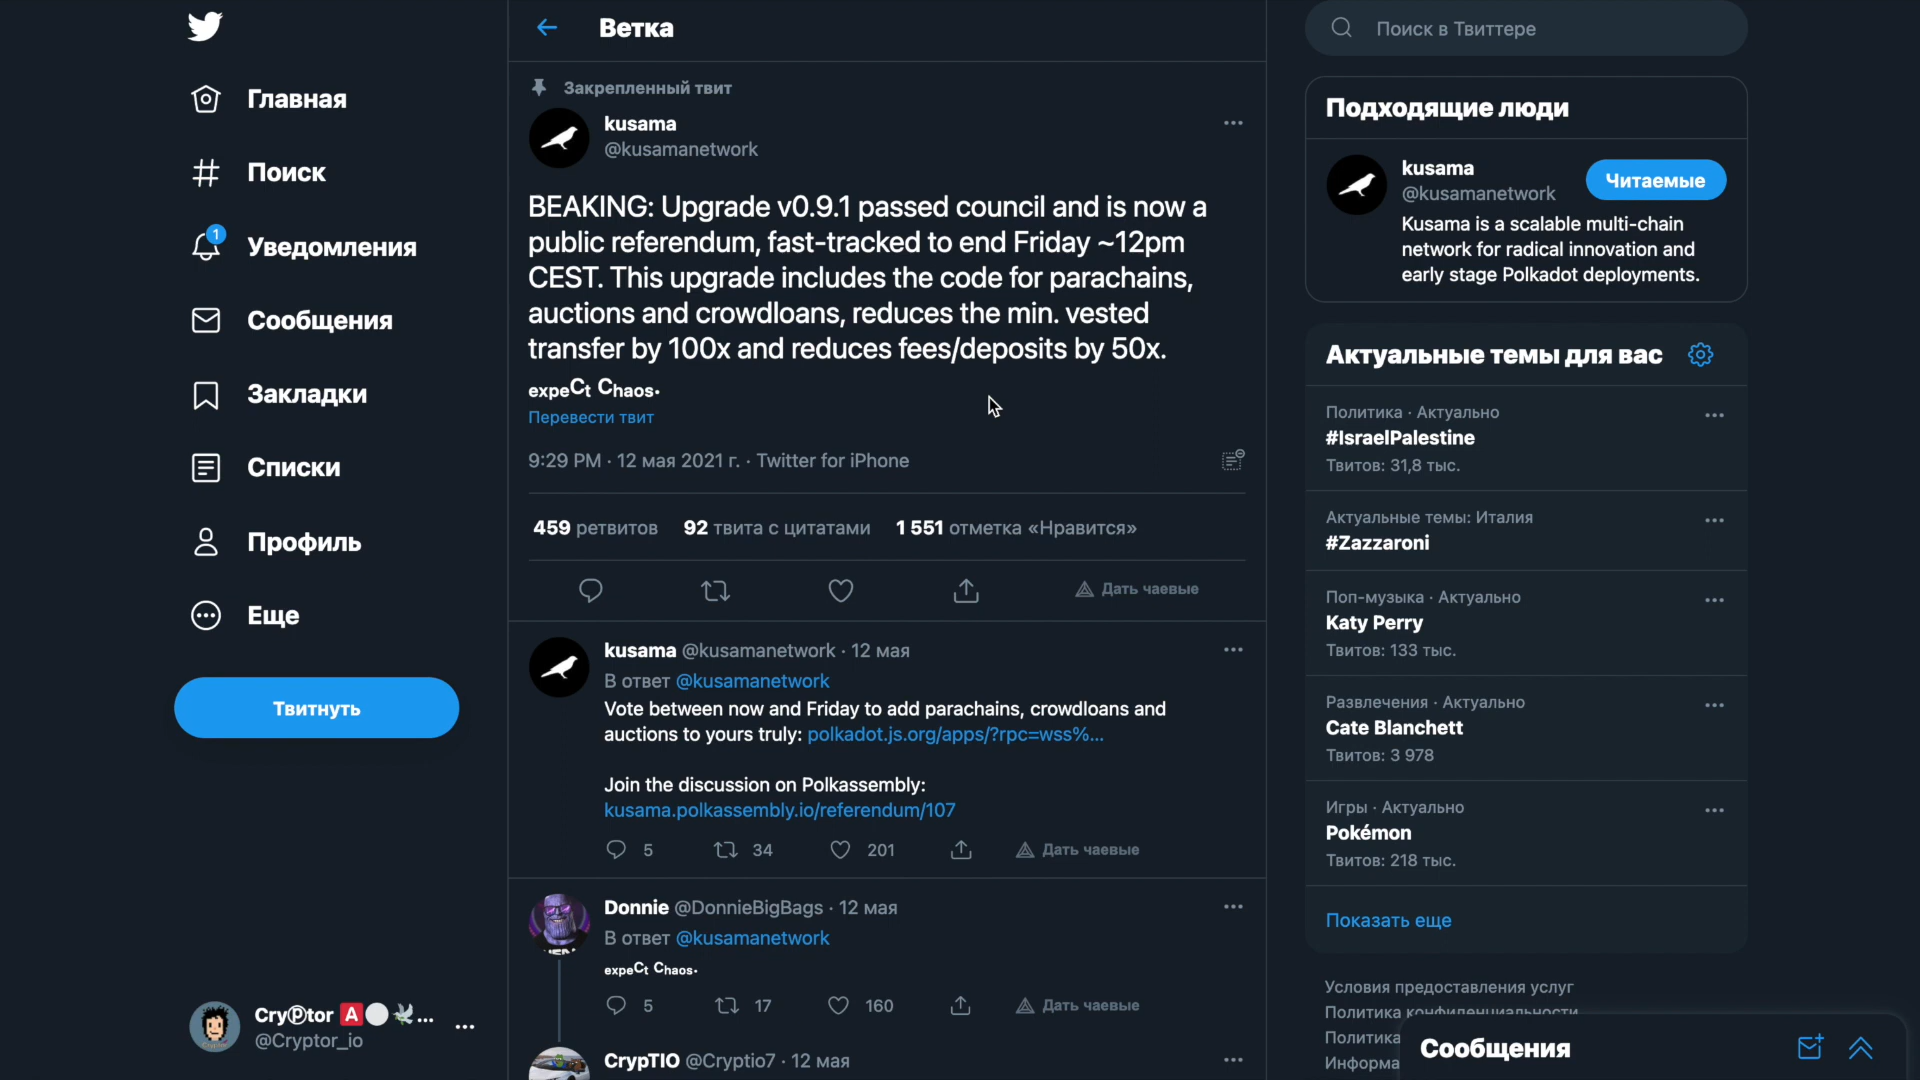 Главная
Поиск
1
Уведомления
Сообщения
Закладки
Списки
Профиль
Еще
Твитнуть
CryⓅtor 🅰️⚪🕊️...
@Cryptor_io
Ветка
Закрепленный твит
kusama
@kusamanetwork
BEAKING: Upgrade v0.9.1 passed council and is now a
public referendum, fast-tracked to end Friday ~12pm
CEST. This upgrade includes the code for parachains,
auctions and crowdloans, reduces the min. vested
transfer by 100x and reduces fees/deposits by 50x.
expeCt Chaos.
Перевести твит
9:29 PM · 12 мая 2021 г. · Twitter for iPhone
459 ретвитов 92 твита с цитатами 1 551 отметка «Нравится»
Дать чаевые
kusama @kusamanetwork · 12 мая
В ответ @kusamanetwork
Vote between now and Friday to add parachains, crowdloans and
auctions to yours truly: polkadot.js.org/apps/?rpc=wss%...
Join the discussion on Polkassembly:
kusama.polkassembly.io/referendum/107
5 34 201 Дать чаевые
Donnie @DonnieBigBags · 12 мая
В ответ @kusamanetwork
expeCt Chaos.
5 17 160 Дать чаевые
CrypTIO @Cryptio7 · 12 мая
Поиск в Твиттере
Подходящие люди
kusama
@kusamanetwork
Читаемые
Kusama is a scalable multi-chain
network for radical innovation and
early stage Polkadot deployments.
Актуальные темы для вас
Политика · Актуально
#IsraelPalestine
Твитов: 31,8 тыс.
Актуальные темы: Италия
#Zazzaroni
Поп-музыка · Актуально
Katy Perry
Твитов: 133 тыс.
Развлечения · Актуально
Cate Blanchett
Твитов: 3 978
Игры · Актуально
Pokémon
Твитов: 218 тыс.
Показать еще
Условия предоставления услуг
Политика конфиденциальности
Политика
Информа
Сообщения